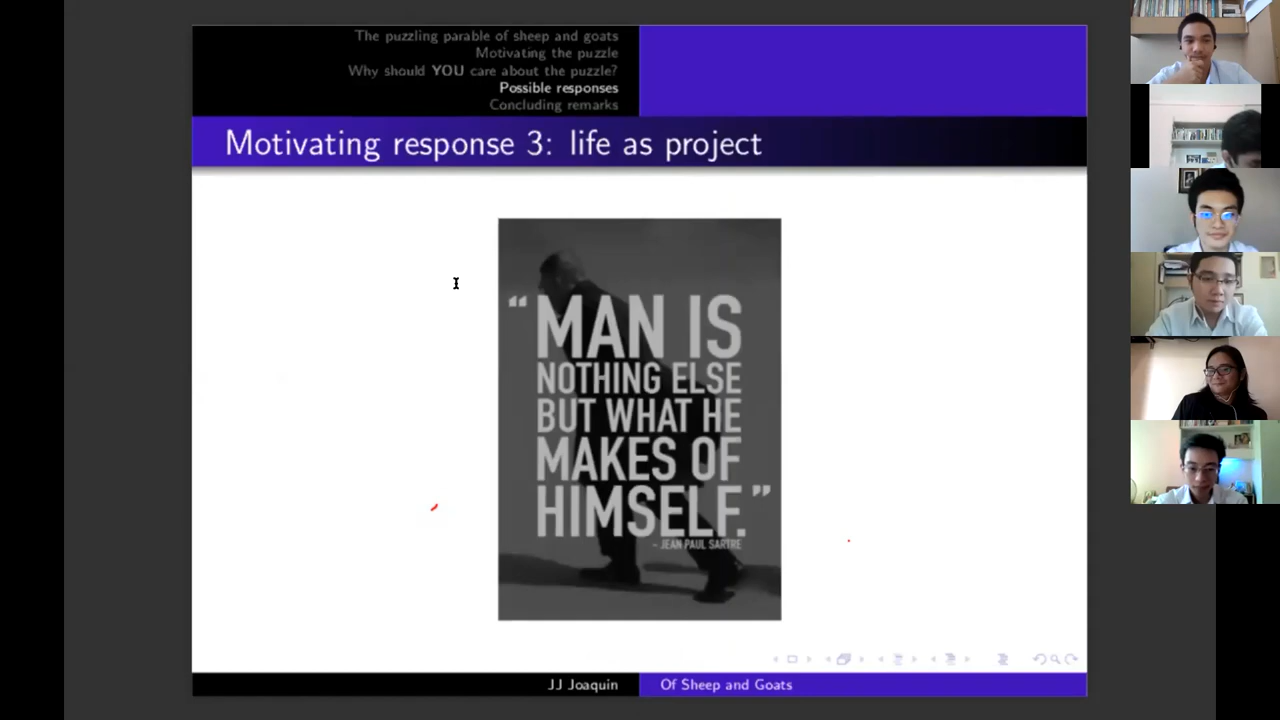 The puzzling parable of sheep and goats
Motivating the puzzle
Why should YOU care about the puzzle?
Possible responses
Concluding remarks
Motivating response 3: life as project
“MAN IS
NOTHING ELSE
BUT WHAT HE
MAKES OF
HIMSELF.”
- JEAN PAUL SARTRE
JJ Joaquin
Of Sheep and Goats